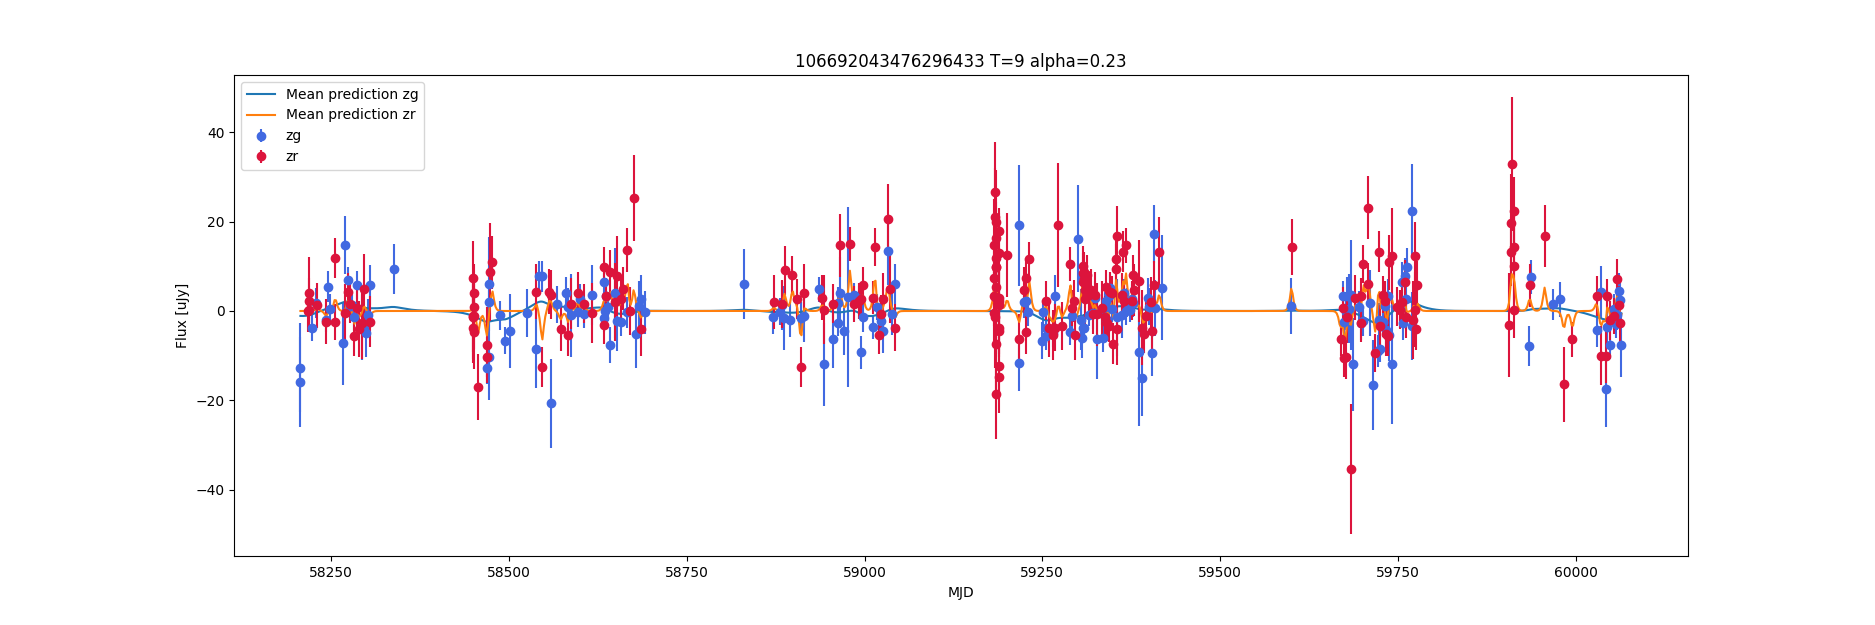 106692043476296433 T=9 alpha=0.23
Mean prediction zg
Mean prediction zr
zg
zr
Flux [uJy]
40
20
0
−20
−40
58250
58500
58750
59000
59250
59500
59750
60000
MJD